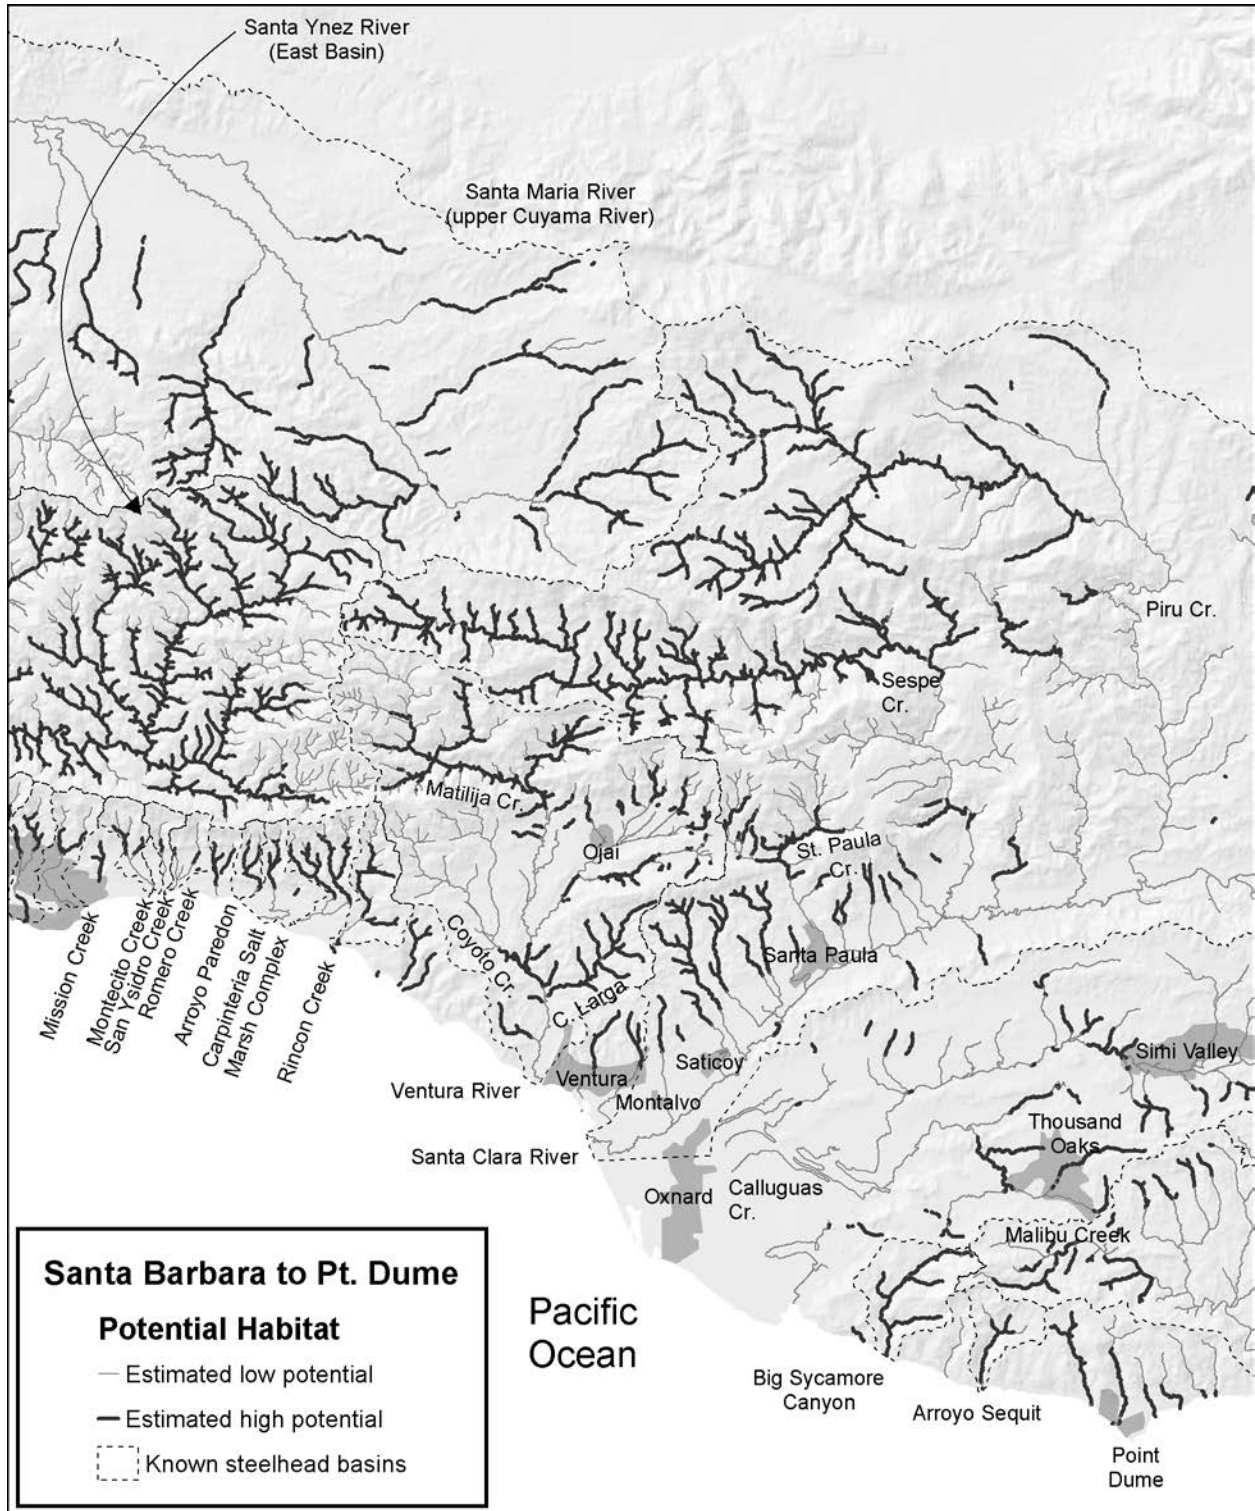 Santa Ynez River
(East Basin)
Santa Maria River
(upper Cuyama River)
Piru Cr.
Sespe
Cr.
Matilija Cr.
Ojai
St. Paula
Cr.
Santa Paula
Coyoto Cr.
C. Larga
Mission Creek
Montecito Creek
San Ysidro Creek
Romero Creek
Arroyo Paredon
Carpinteria Salt
Marsh Complex
Rincon Creek
Ventura River
Ventura
Saticoy
Montalvo
Simi Valley
Thousand
Oaks
Santa Clara River
Oxnard
Calluguas
Cr.
Malibu Creek
Pacific
Ocean
Big Sycamore
Canyon
Arroyo Sequit
Point
Dume
Santa Barbara to Pt. Dume
Potential Habitat
Estimated low potential
Estimated high potential
Known steelhead basins